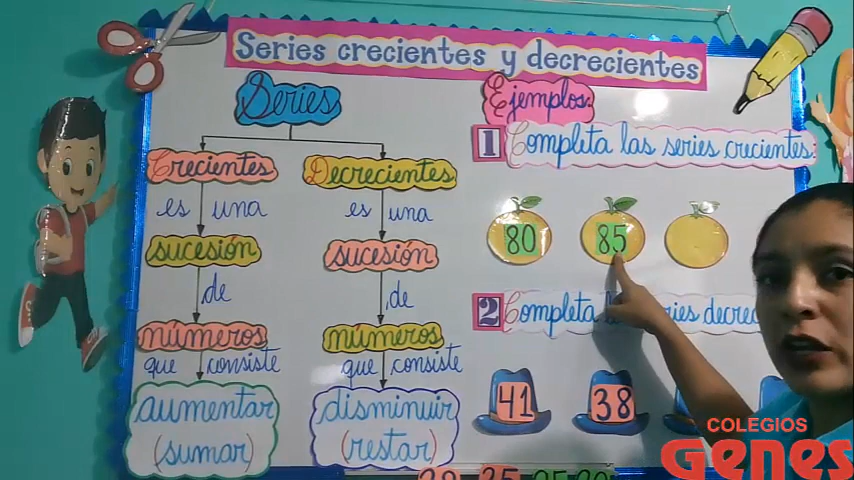 Series crecientes y decrecientes
Series
Crecientes
es una
sucesión
de
números
que consiste
aumentar
(sumar)
Decrecientes
es una
sucesión
de
números
que consiste
disminuir
(restar)
Ejemplos
1 Completa las series crecientes.
80 85
2 Completa
41 38
COLEGIOS
Genes